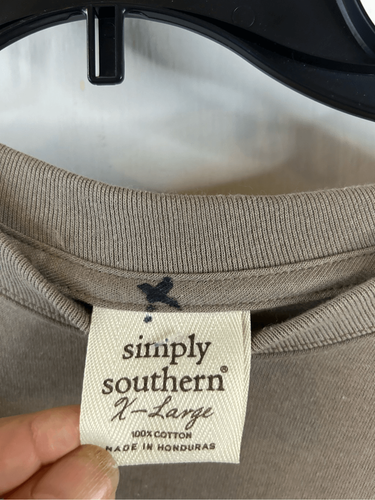 simply
southern®
X-Large
100% COTTON
MADE IN HONDURAS